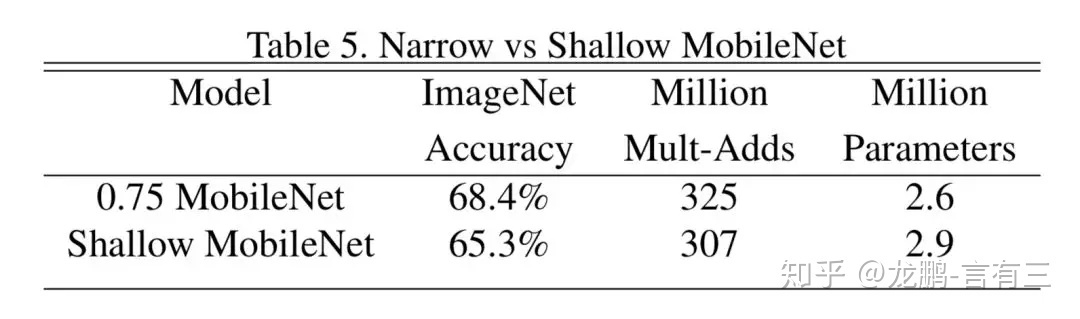 Table 5. Narrow vs Shallow MobileNet
Model ImageNet Million Million
Accuracy Mult-Adds Parameters
0.75 MobileNet 68.4% 325 2.6
Shallow MobileNet 65.3% 307 2.9
知乎 @龙鹏-言有三